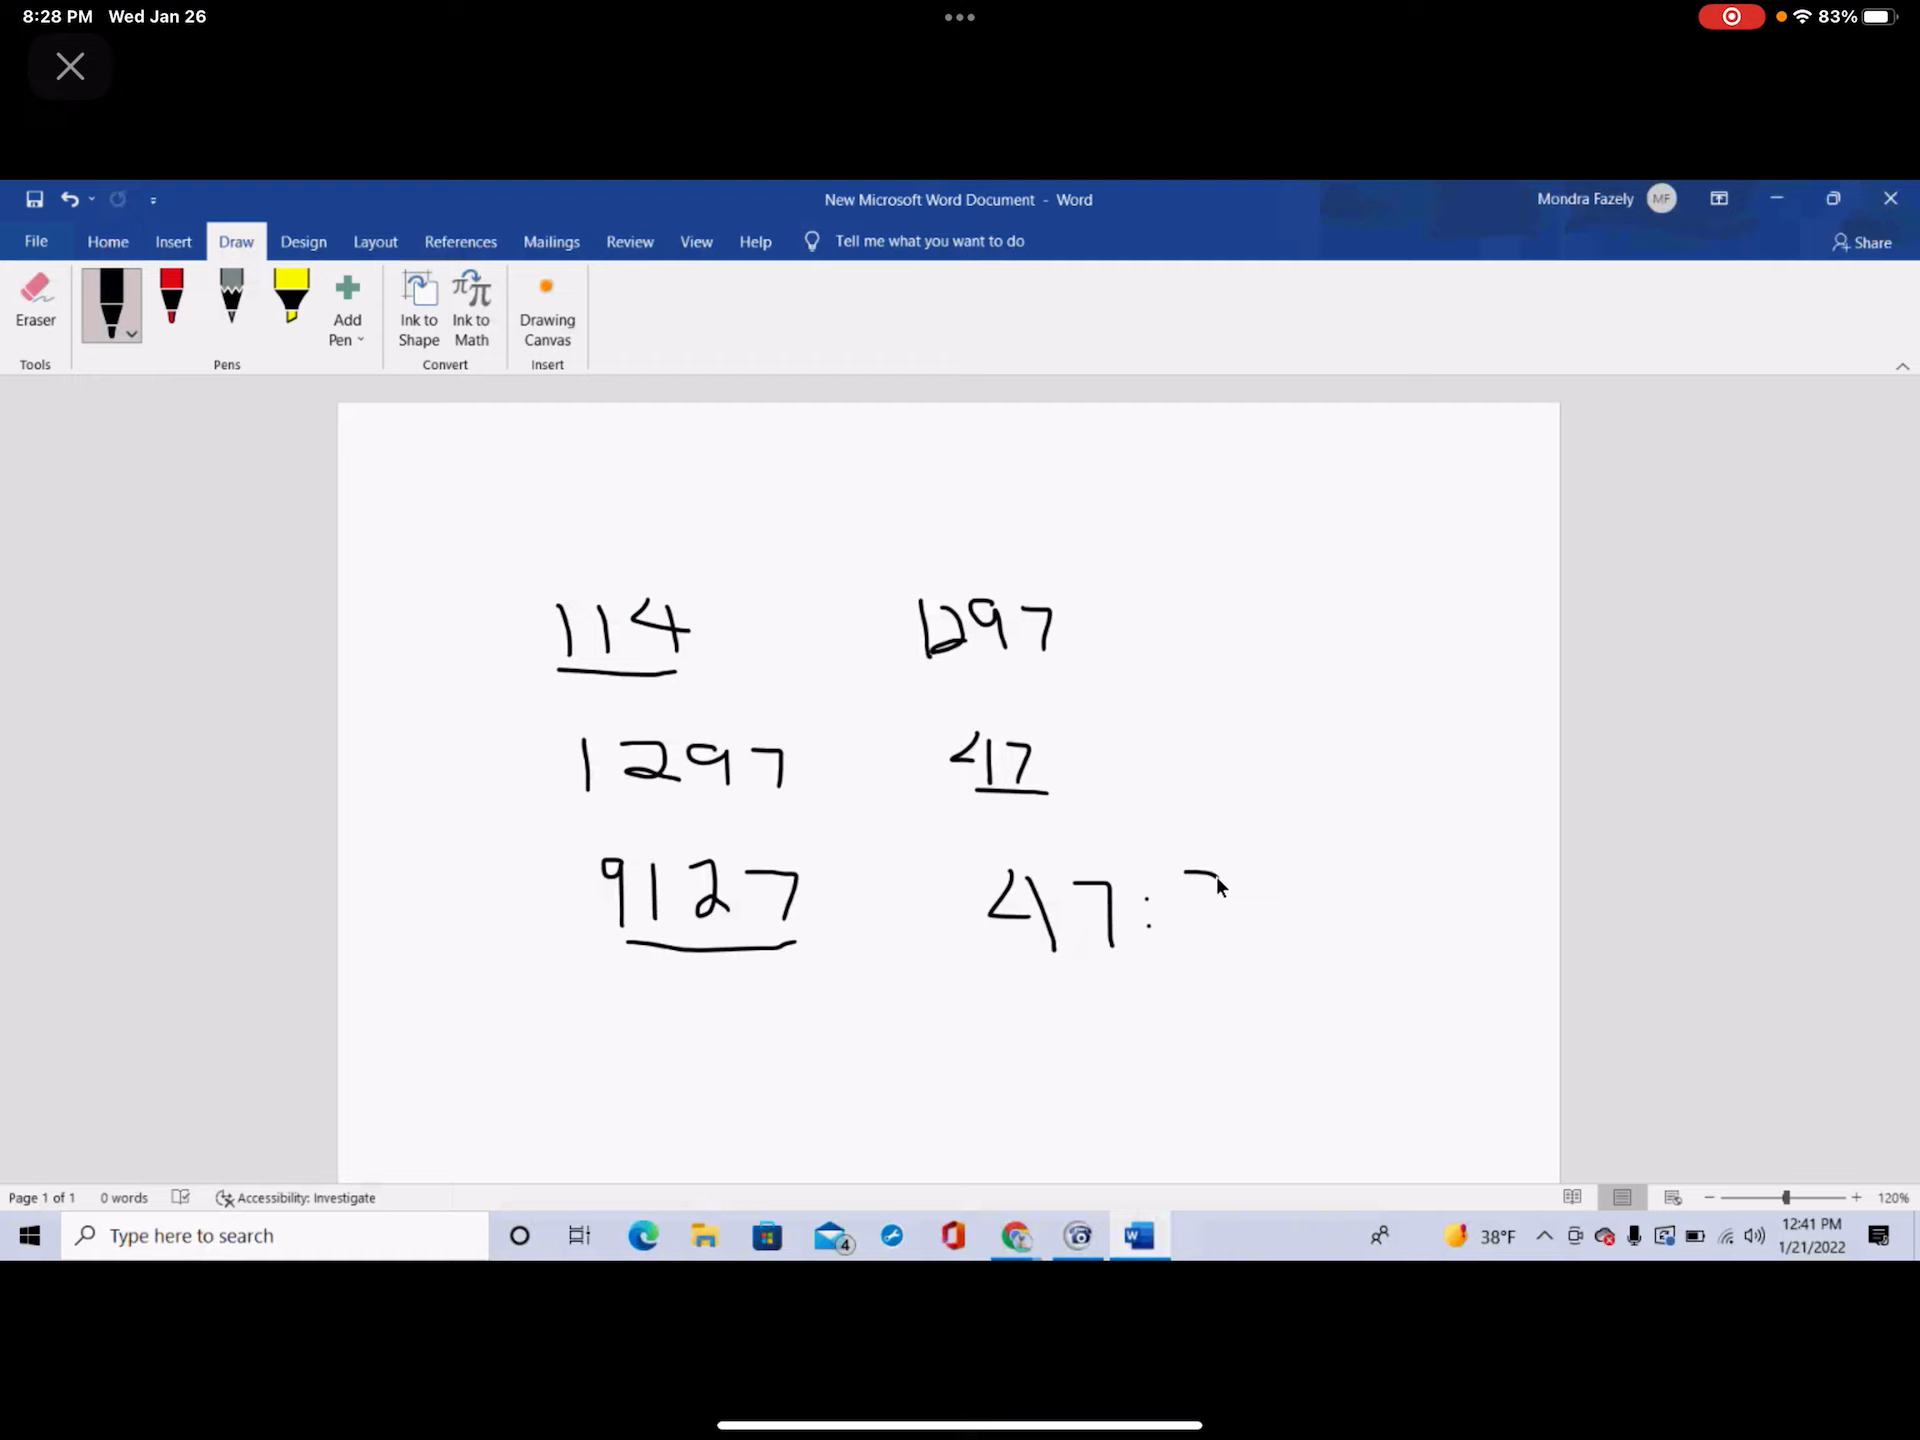 8:28 PM Wed Jan 26
83%
New Microsoft Word Document - Word
Mondra Fazely MF
File Home Insert Draw Design Layout References Mailings Review View Help Tell me what you want to do
Share
Eraser
Add Pen
Ink to Shape
Ink to Math
Drawing Canvas
Tools
Pens
Convert
Insert
114 1297
1297 47
9127 47:
Page 1 of 1 0 words Accessibility: Investigate
120%
Type here to search
4
38°F
12:41 PM
1/21/2022